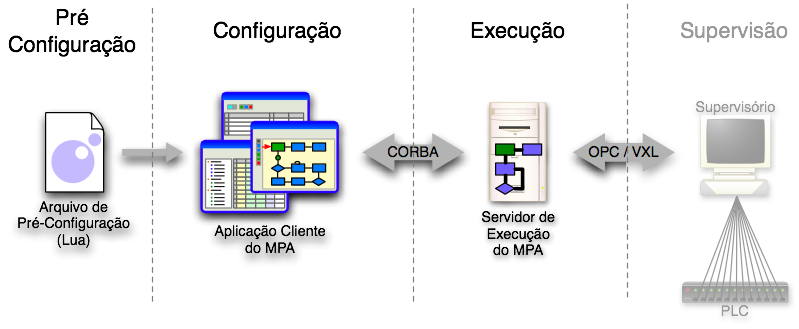 Pré
Configuração
Configuração
Execução
Supervisão
Supervisório
CORBA
OPC / VXL
Arquivo de
Pré-Configuração
(Lua)
Aplicação Cliente
do MPA
Servidor de
Execução
do MPA
PLC